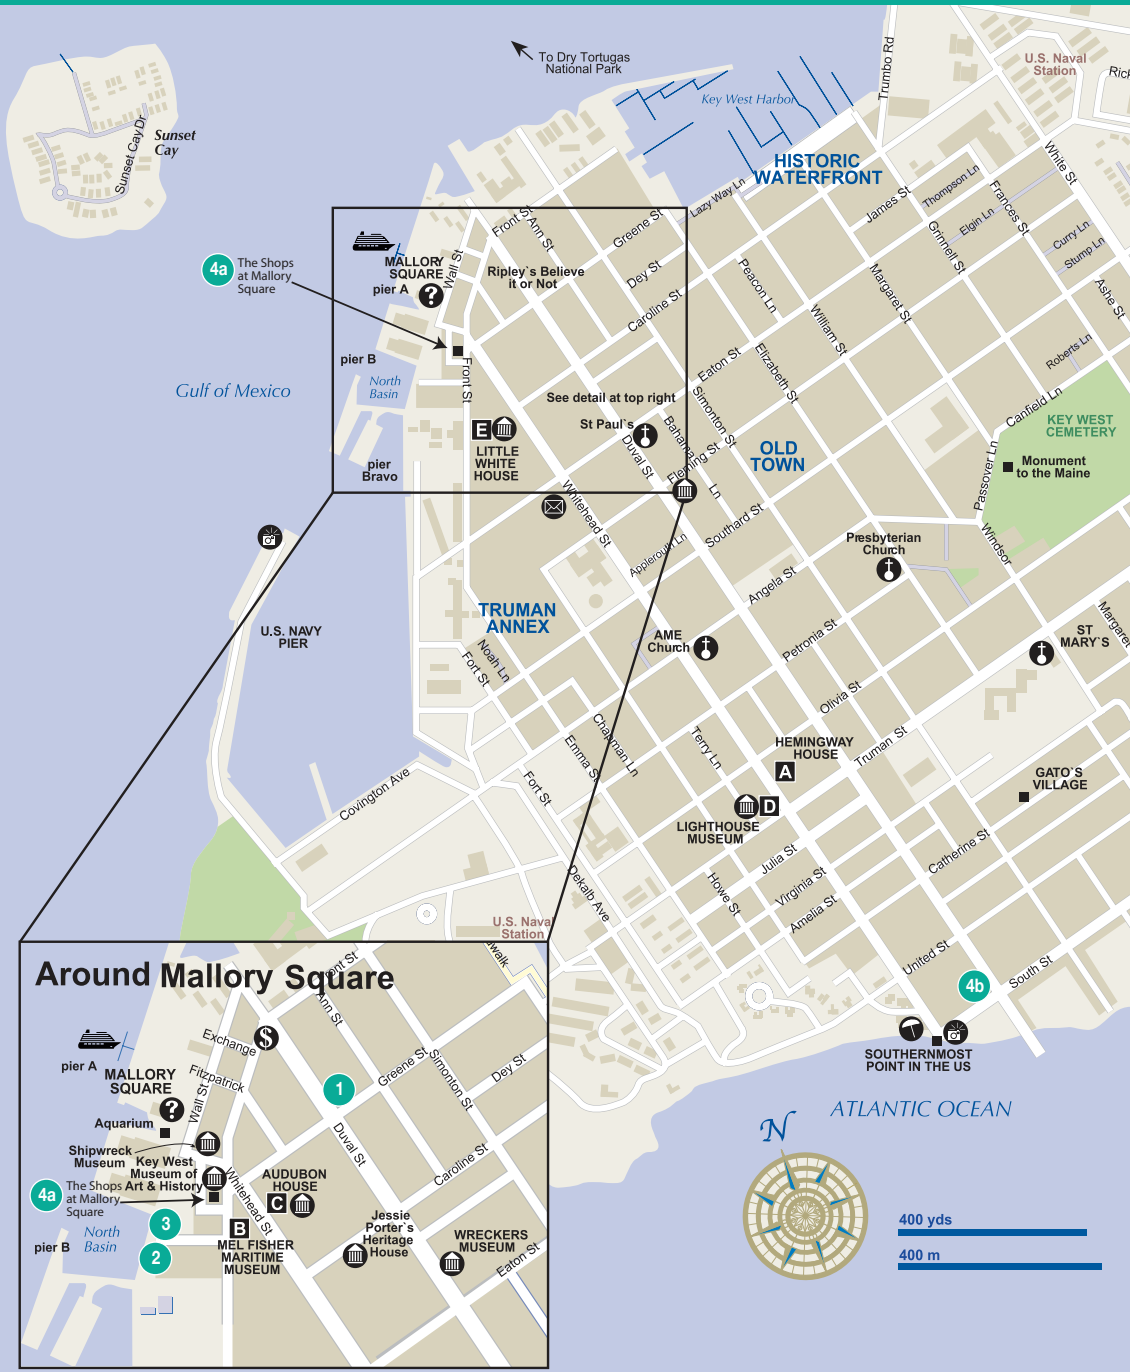 To Dry Tortugas
National Park
Trumbo Rd
U.S. Naval
Station
Key West Harbor
Sunset Cay Dr
Sunset
Cay
HISTORIC
WATERFRONT
White St
Thompson Ln
James St
Frances St
Lazy Way Ln
Elgin Ln
Grinnell St
Curry Ln
Stump Ln
Front St
Ann St
Greene St
4a
The Shops
at Mallory
Square
MALLORY
SQUARE
pier A
?
Wall St
Ripley`s Believe
it or Not
Dey St
Peacon Ln
Margaret St
Ashe St
Caroline St
William St
Roberts Ln
pier B
North
Basin
Front St
Gulf of Mexico
Eaton St
Elizabeth St
See detail at top right
Simonton St
Canfield Ln
KEY WEST
CEMETERY
St Paul`s
Bahama
Ln
E
LITTLE
WHITE
HOUSE
Duval St
Fleming St
OLD
TOWN
Passover Ln
Monument
to the Maine
pier
Bravo
Whitehead St
Southard St
Applerouth Ln
Presbyterian
Church
Windsor
Angela St
TRUMAN
ANNEX
U.S. NAVY
PIER
AME
Church
Petronia St
ST
MARY`S
Margaret
Noah Ln
Fort St
Olivia St
Chapman Ln
Terry Ln
Emma St
HEMINGWAY
HOUSE
A
Truman St
Fort St
Covington Ave
D
LIGHTHOUSE
MUSEUM
GATO`S
VILLAGE
Julia St
Catherine St
Dekalb Ave
Howe St
Virginia St
Amelia St
U.S. Naval
Station
United St
South St
4b
SOUTHERNMOST
POINT IN THE US
ATLANTIC OCEAN
N
400 yds
400 m
Around Mallory Square
Ann St
Exchange
$
pier A
MALLORY
SQUARE
?
Fitzpatrick
Wall St
Greene St
Simonton St
Dey St
1
Aquarium
Shipwreck
Museum
Key West
Museum of
Art & History
Duval St
Caroline St
4a
The Shops
at Mallory
Square
Whitehead St
AUDUBON
HOUSE
C
3
B
MEL FISHER
MARITIME
MUSEUM
Jessie
Porter`s
Heritage
House
WRECKERS
MUSEUM
Eaton St
North
Basin
pier B
2